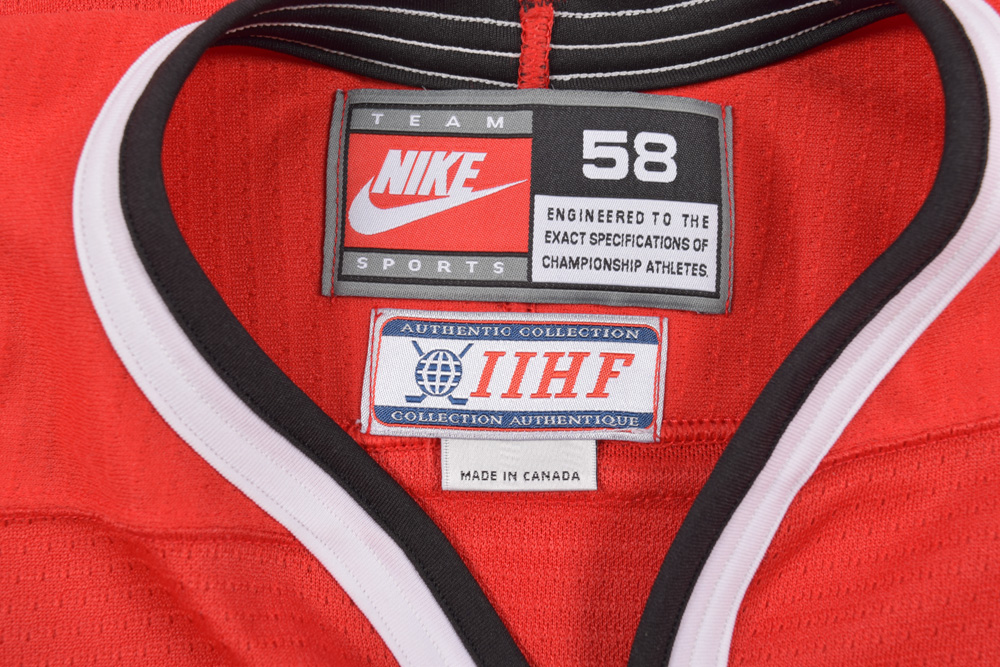 TEAM
NIKE
SPORTS
58
ENGINEERED TO THE
EXACT SPECIFICATIONS OF
CHAMPIONSHIP ATHLETES.
AUTHENTIC COLLECTION
IIHF
COLLECTION AUTHENTIQUE
MADE IN CANADA